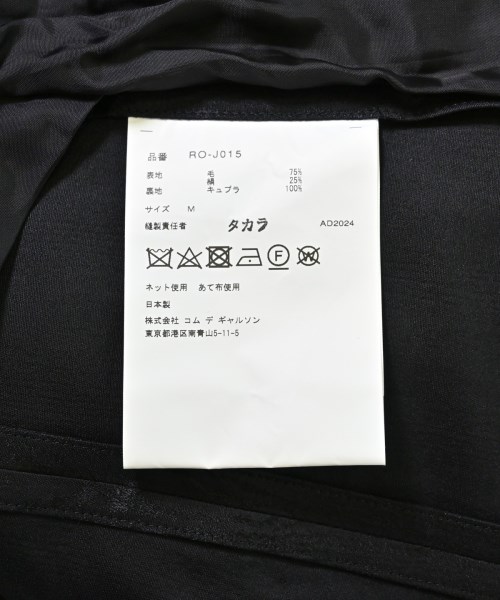 品番 RO-J015
表地 毛 75%
絹 25%
裏地 キュプラ 100%
サイズ M
縫製責任者 タカラ AD2024
F W
ネット使用 あて布使用
日本製
株式会社 コム デ ギャルソン
東京都港区南青山5-11-5